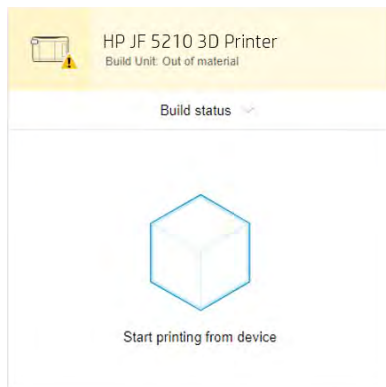 HP JF 5210 3D Printer
Build Unit: Out of material
Build status
Start printing from device